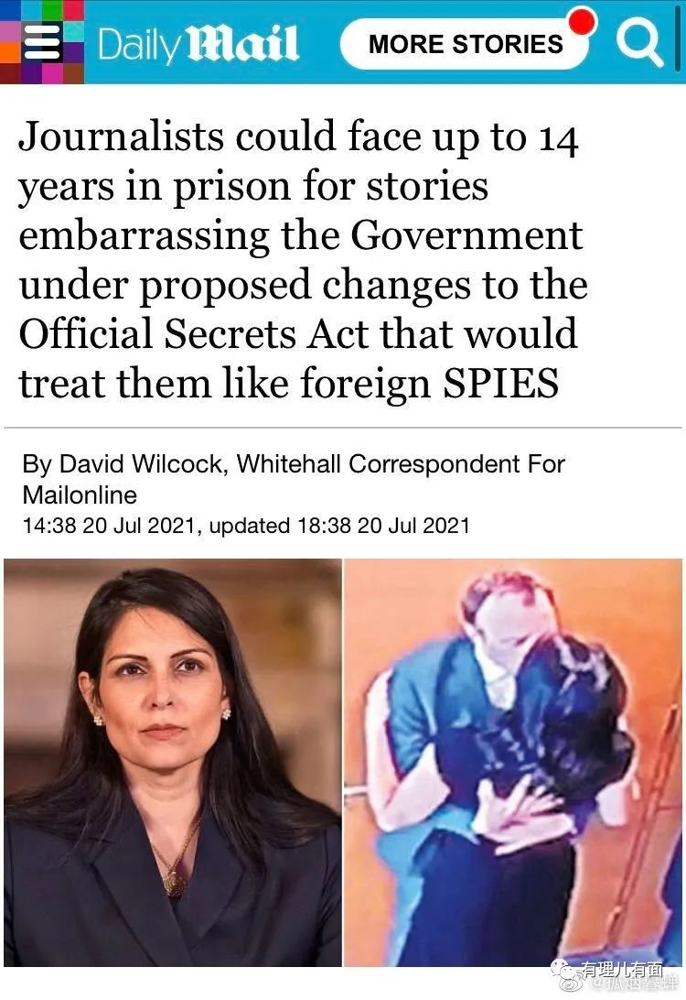 Daily Mail
MORE STORIES
Journalists could face up to 14
years in prison for stories
embarrassing the Government
under proposed changes to the
Official Secrets Act that would
treat them like foreign SPIES
By David Wilcock, Whitehall Correspondent For
Mailonline
14:38 20 Jul 2021, updated 18:38 20 Jul 2021
有理儿有面